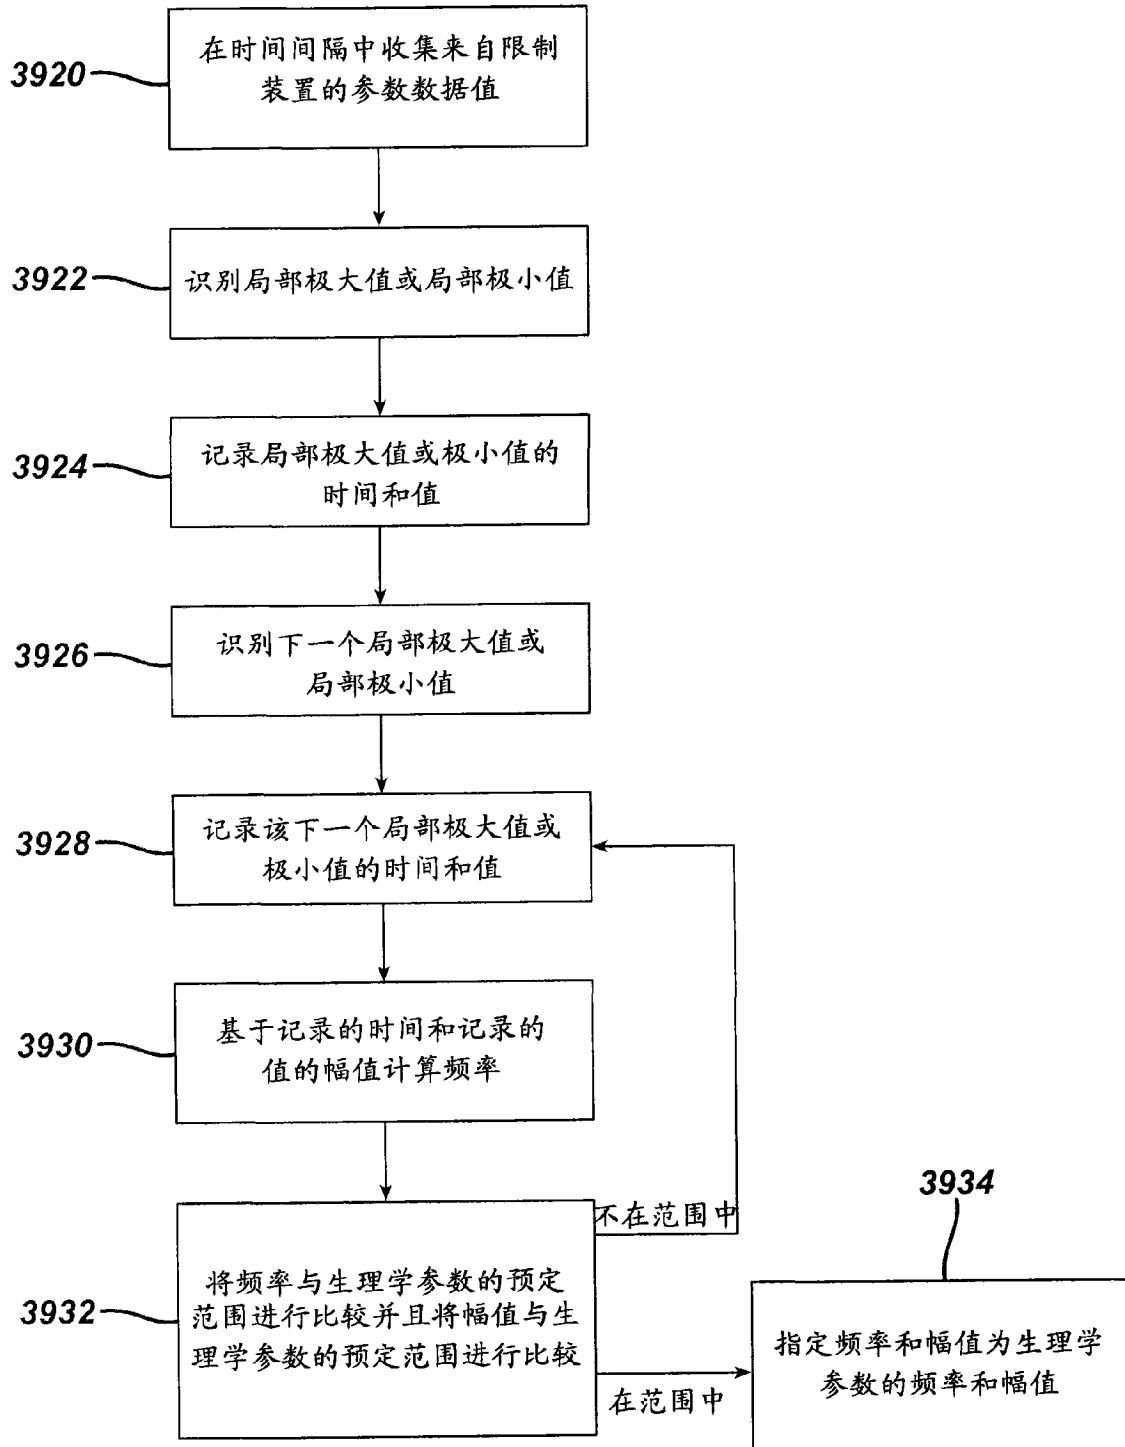 3920
在时间间隔中收集来自限制
装置的参数数据值
3922
识别局部极大值或局部极小值
3924
记录局部极大值或极小值的
时间和值
3926
识别下一个局部极大值或
局部极小值
3928
记录该下一个局部极大值或
极小值的时间和值
3930
基于记录的时间和记录的
值的幅值计算频率
3932
将频率与生理学参数的预定
范围进行比较并且将幅值与生
理学参数的预定范围进行比较
不在范围中
在范围中
3934
指定频率和幅值为生理学
参数的频率和幅值